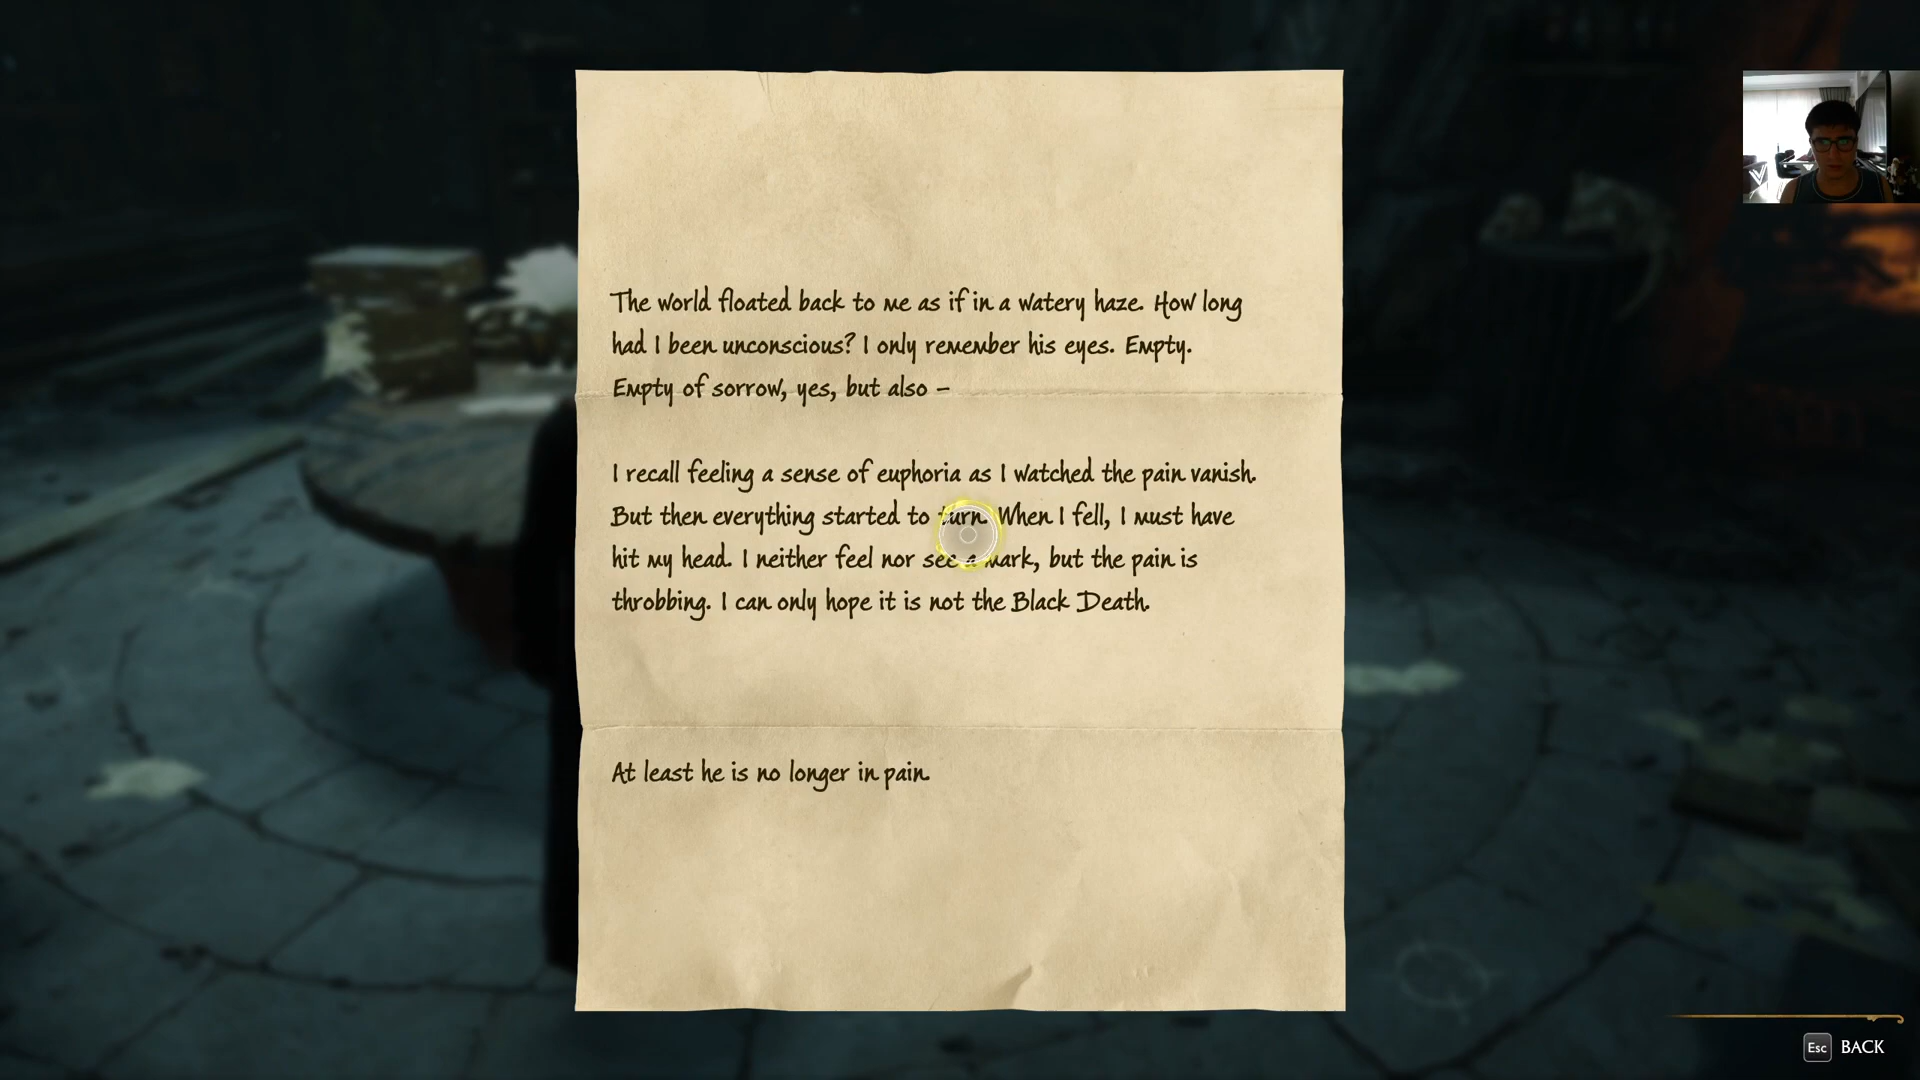 The world floated back to me as if in a watery haze. How long
had I been unconscious? I only remember his eyes. Empty.
Empty of sorrow, yes, but also –
I recall feeling a sense of euphoria as I watched the pain vanish.
But then everything started to turn. When I fell, I must have
hit my head. I neither feel nor see a mark, but the pain is
throbbing. I can only hope it is not the Black Death.
At least he is no longer in pain.
Esc BACK